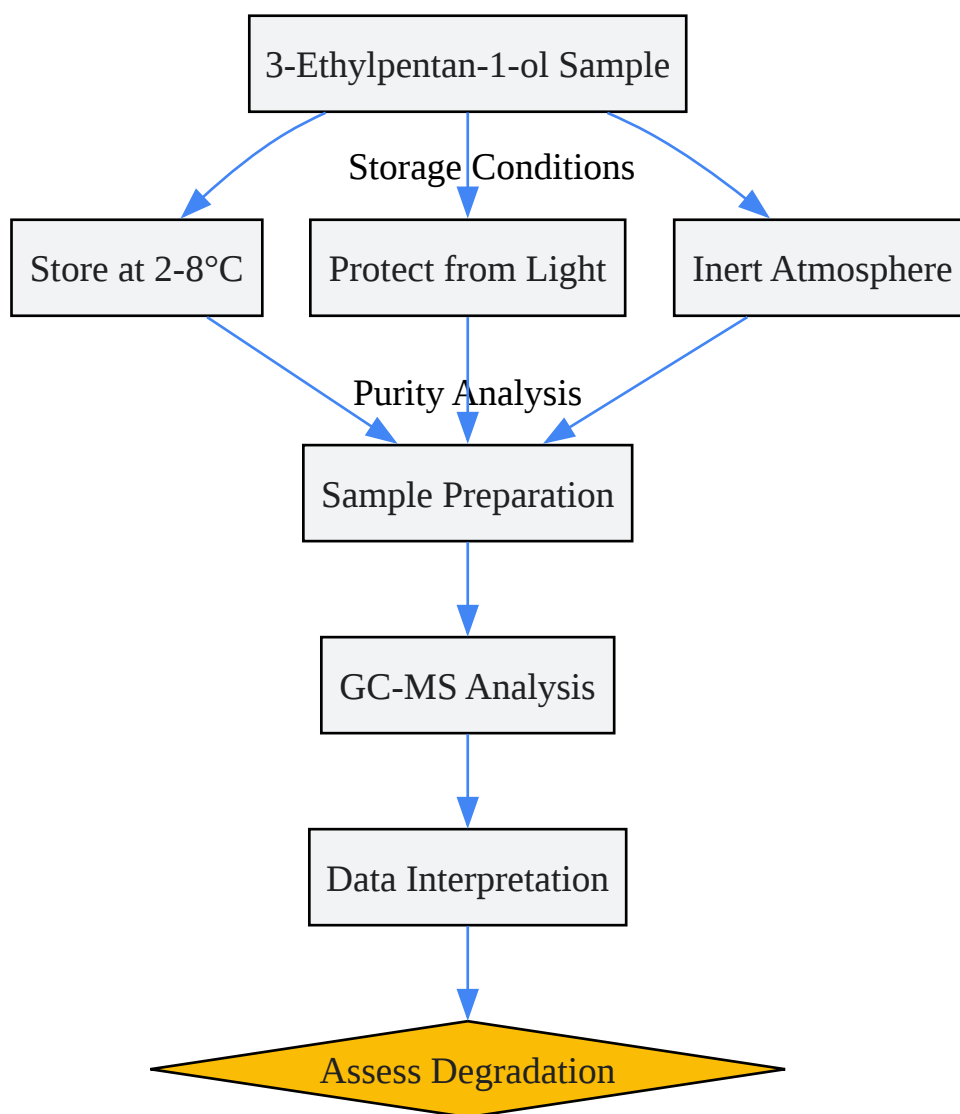 3-Ethylpentan-1-ol Sample
Storage Conditions
Store at 2-8°C
Protect from Light
Inert Atmosphere
Purity Analysis
Sample Preparation
GC-MS Analysis
Data Interpretation
Assess Degradation